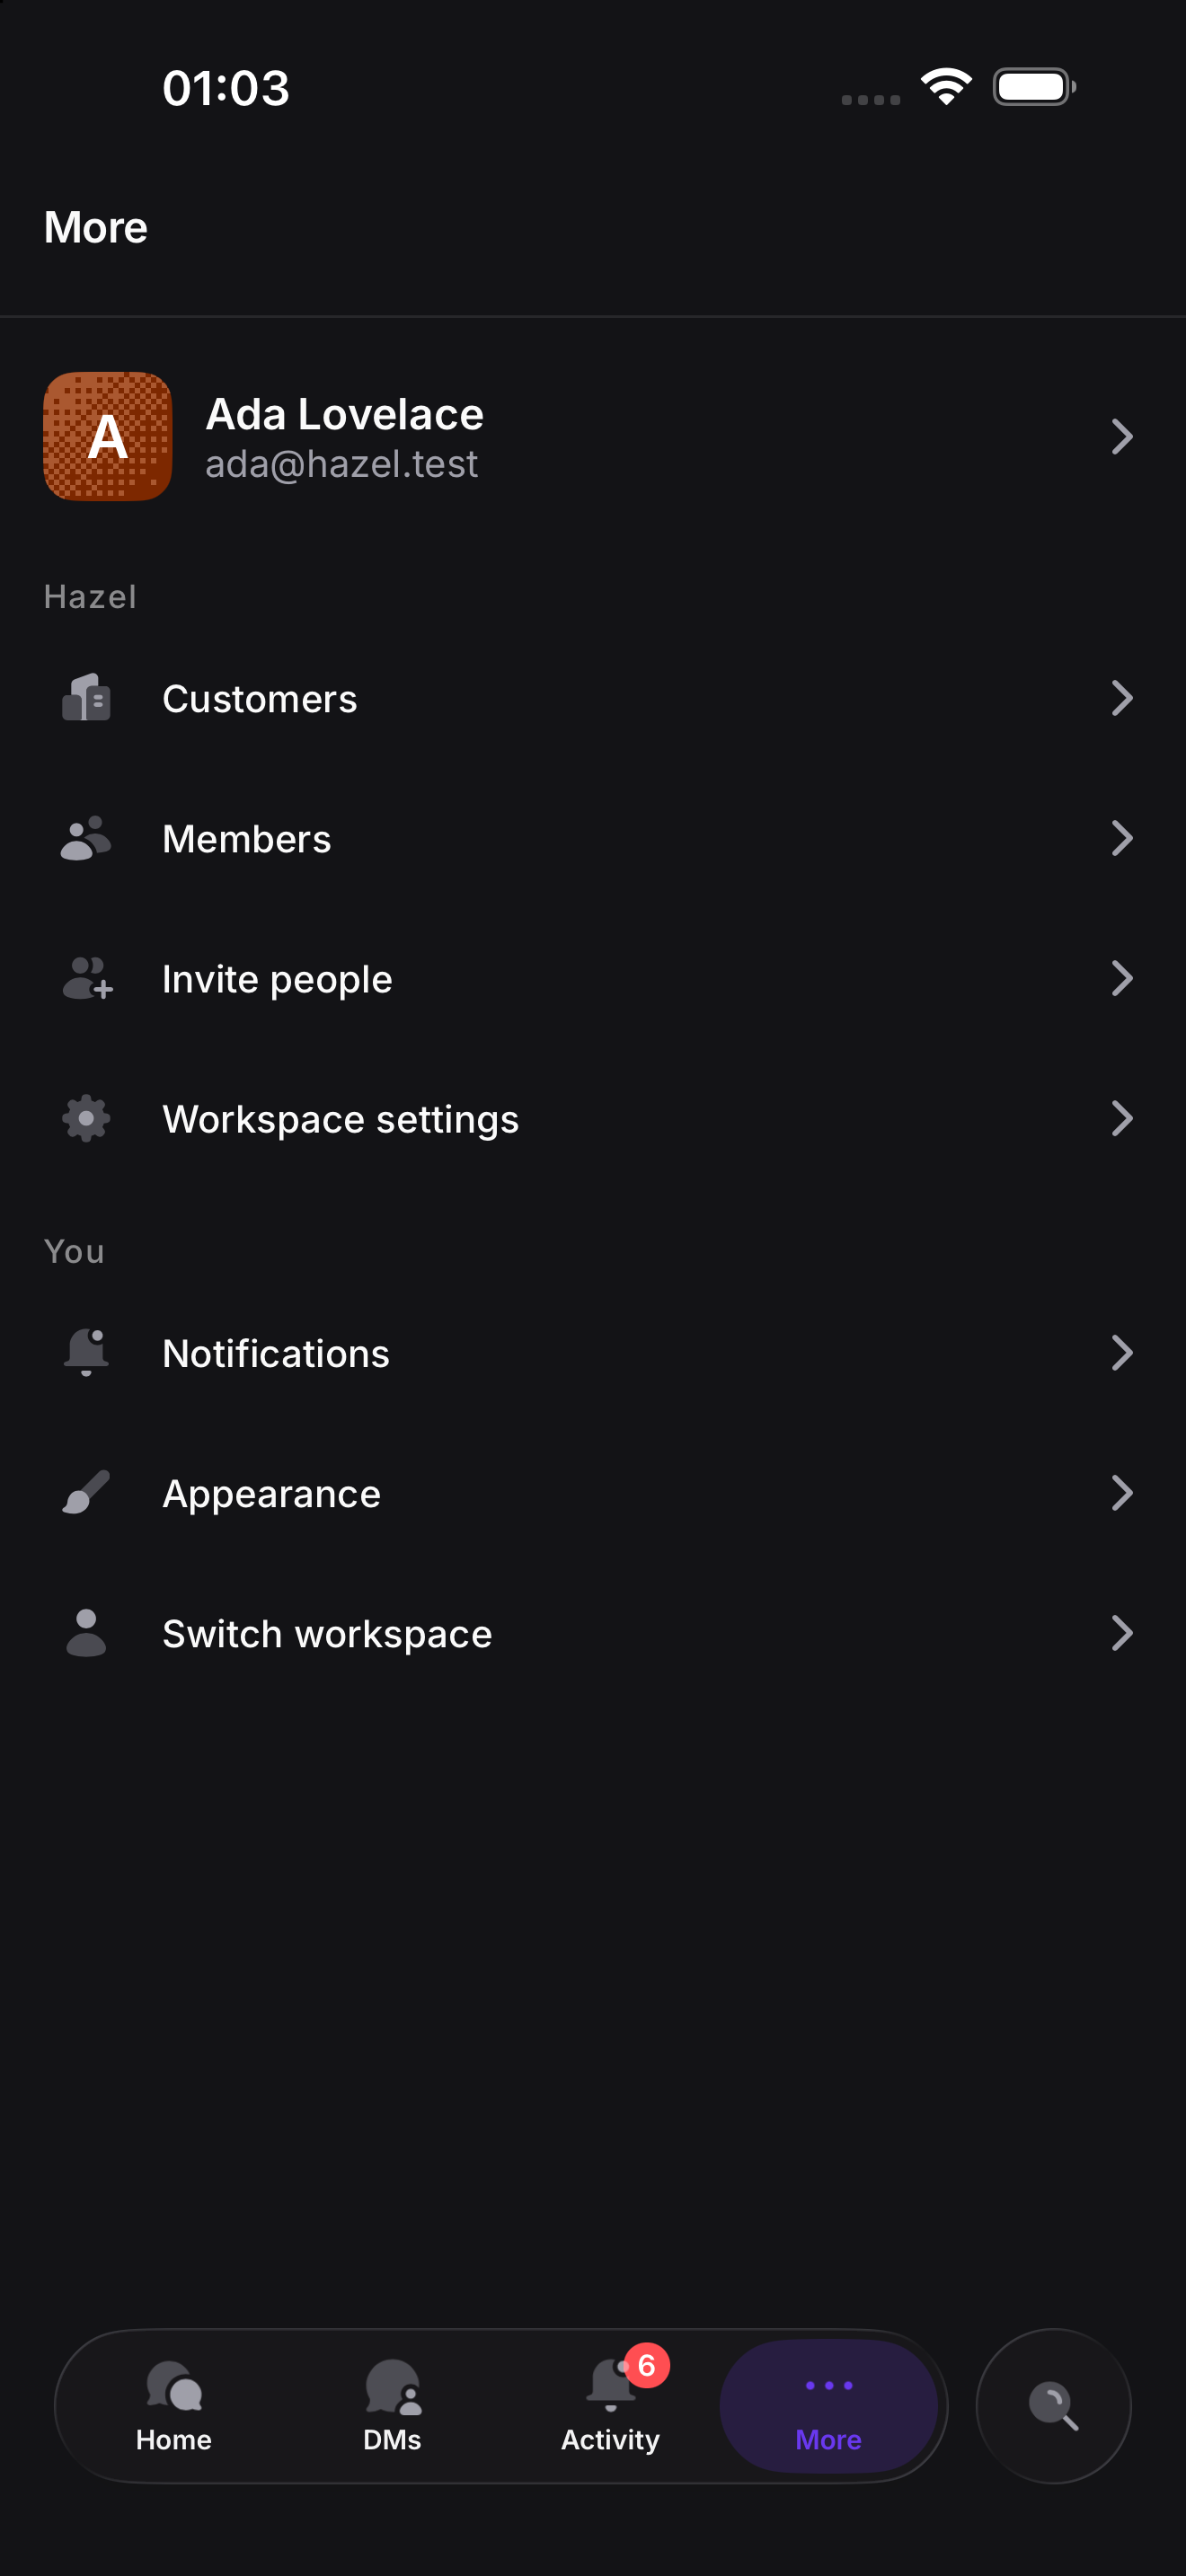 01:03
More
A
Ada Lovelace
ada@hazel.test
Hazel
Customers
Members
Invite people
Workspace settings
You
Notifications
Appearance
Switch workspace
6
Home
DMs
Activity
More